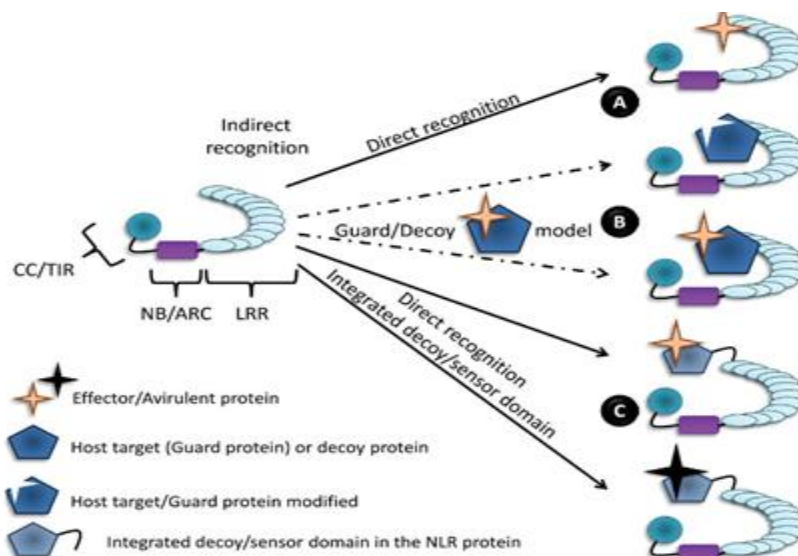 Indirect
recognition
Direct recognition
A
Guard/Decoy model
B
CC/TIR
NB/ARC LRR
Direct recognition
Integrated decoy/sensor domain
C
Effector/Avirulent protein
Host target (Guard protein) or decoy protein
Host target/Guard protein modified
Integrated decoy/sensor domain in the NLR protein